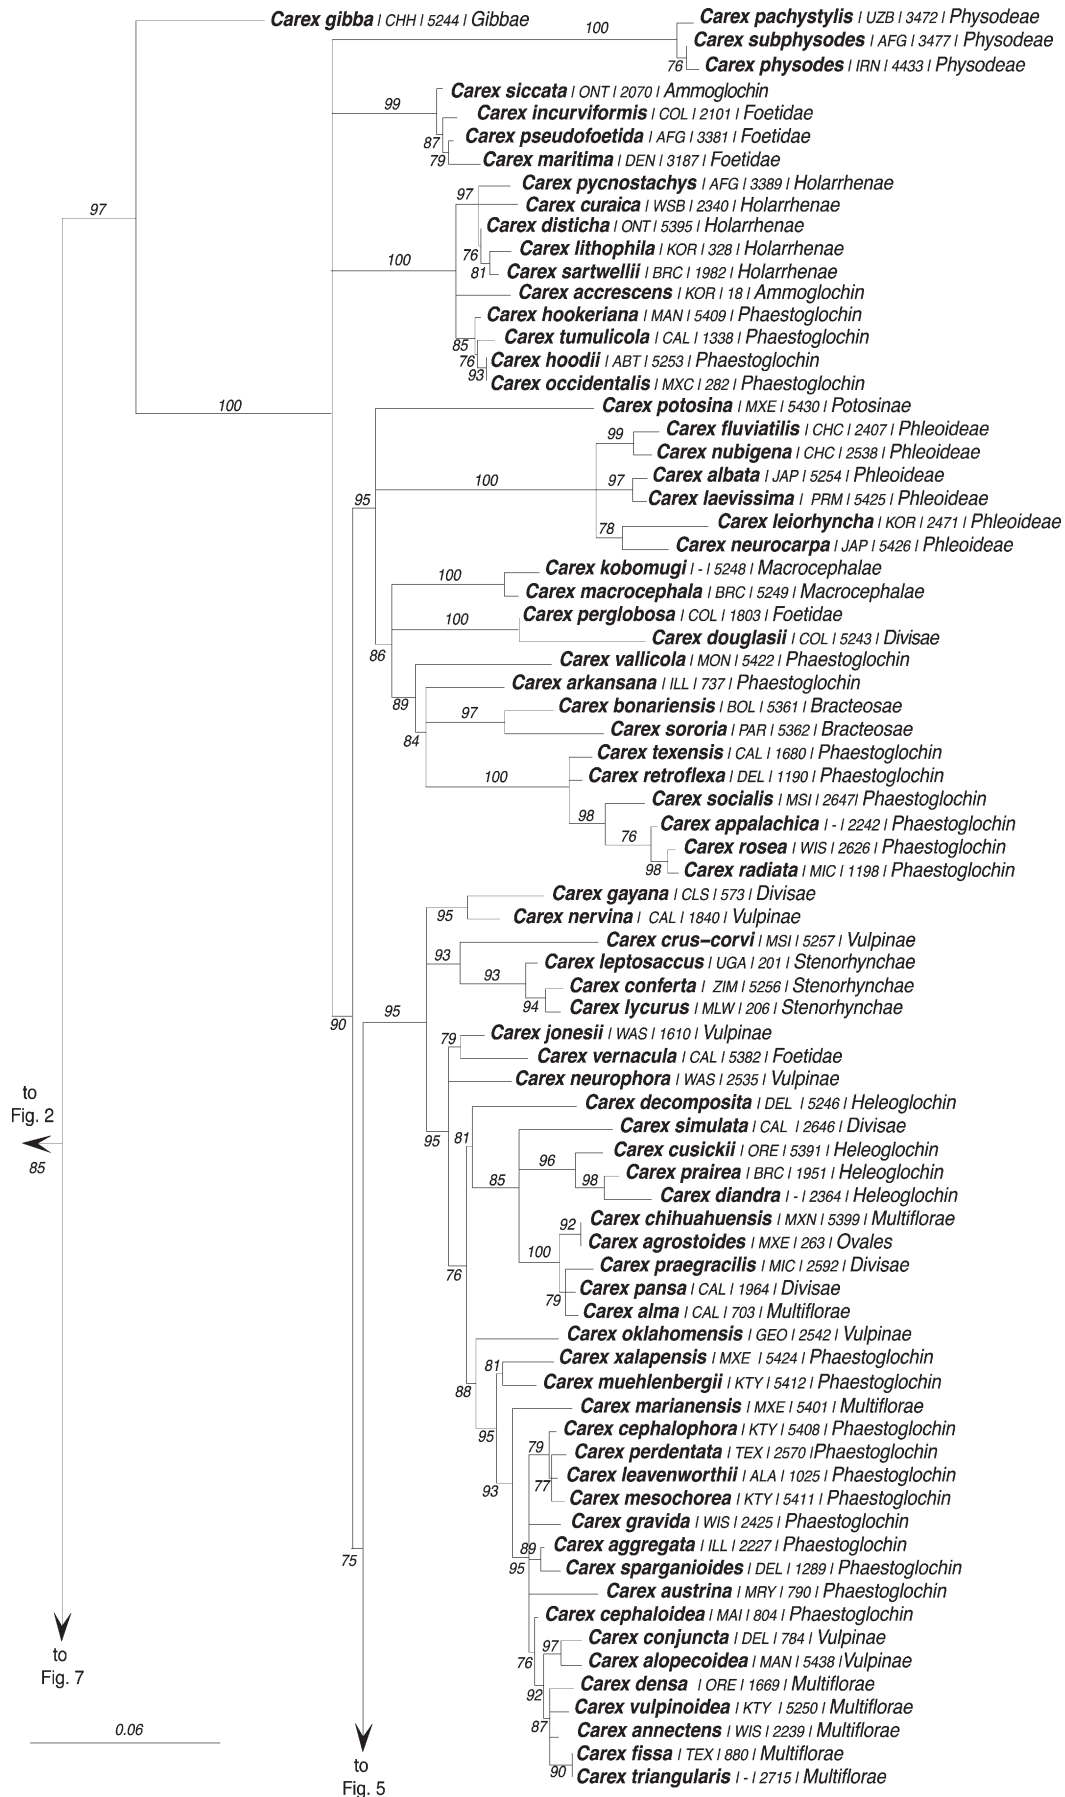 Carex gibba | CHH | 5244 | Gibbae
Carex pachystylis | UZB | 3472 | Physodeae
100
Carex subphysodes | AFG | 3477 | Physodeae
76
Carex physodes | IRN | 4433 | Physodeae
Carex siccata | ONT | 2070 | Ammoglochin
99
Carex incurviformis | COL | 2101 | Foetidae
87
Carex pseudofoetida | AFG | 3381 | Foetidae
79
Carex maritima | DEN | 3187 | Foetidae
Carex pycnostachys | AFG | 3389 | Holarrhenae
97
Carex curaica | WSB | 2340 | Holarrhenae
97
Carex disticha | ONT | 5395 | Holarrhenae
76
Carex lithophila | KOR | 328 | Holarrhenae
100
81
Carex sartwellii | BRC | 1982 | Holarrhenae
Carex accrescens | KOR | 18 | Ammoglochin
Carex hookeriana | MAN | 5409 | Phaestoglochin
Carex tumulicola | CAL | 1338 | Phaestoglochin
85
76
Carex hoodii | ABT | 5253 | Phaestoglochin
93
Carex occidentalis | MXC | 282 | Phaestoglochin
100
Carex potosina | MXE | 5430 | Potosinae
Carex fluviatilis | CHC | 2407 | Phleoideae
99
Carex nubigena | CHC | 2538 | Phleoideae
Carex albata | JAP | 5254 | Phleoideae
100
97
95
Carex laevissima | PRM | 5425 | Phleoideae
Carex leiorhyncha | KOR | 2471 | Phleoideae
78
Carex neurocarpa | JAP | 5426 | Phleoideae
Carex kobomugi | - | 5248 | Macrocephalae
100
Carex macrocephala | BRC | 5249 | Macrocephalae
Carex perglobosa | COL | 1803 | Foetidae
100
Carex douglasii | COL | 5243 | Divisae
86
Carex vallicola | MON | 5422 | Phaestoglochin
Carex arkansana | ILL | 737 | Phaestoglochin
89
Carex bonariensis | BOL | 5361 | Bracteosae
97
Carex sororia | PAR | 5362 | Bracteosae
84
Carex texensis | CAL | 1680 | Phaestoglochin
100
Carex retroflexa | DEL | 1190 | Phaestoglochin
Carex socialis | MSI | 2647| Phaestoglochin
98
Carex appalachica | - | 2242 | Phaestoglochin
76
Carex rosea | WIS | 2626 | Phaestoglochin
98
Carex radiata | MIC | 1198 | Phaestoglochin
Carex gayana | CLS | 573 | Divisae
95
Carex nervina | CAL | 1840 | Vulpinae
Carex crus–corvi | MSI | 5257 | Vulpinae
93
Carex leptosaccus | UGA | 201 | Stenorhynchae
93
Carex conferta | ZIM | 5256 | Stenorhynchae
94
Carex lycurus | MLW | 206 | Stenorhynchae
95
90
Carex jonesii | WAS | 1610 | Vulpinae
79
Carex vernacula | CAL | 5382 | Foetidae
Carex neurophora | WAS | 2535 | Vulpinae
Carex decomposita | DEL | 5246 | Heleoglochin
to
Fig. 2
85
Carex simulata | CAL | 2646 | Divisae
95
81
Carex cusickii | ORE | 5391 | Heleoglochin
96
Carex prairea | BRC | 1951 | Heleoglochin
85
98
Carex diandra | - | 2364 | Heleoglochin
Carex chihuahuensis | MXN | 5399 | Multiflorae
92
Carex agrostoides | MXE | 263 | Ovales
100
Carex praegracilis | MIC | 2592 | Divisae
76
Carex pansa | CAL | 1964 | Divisae
79
Carex alma | CAL | 703 | Multiflorae
Carex oklahomensis | GEO | 2542 | Vulpinae
Carex xalapensis | MXE | 5424 | Phaestoglochin
81
Carex muehlenbergii | KTY | 5412 | Phaestoglochin
88
Carex marianensis | MXE | 5401 | Multiflorae
Carex cephalophora | KTY | 5408 | Phaestoglochin
95
79
Carex perdentata | TEX | 2570 |Phaestoglochin
Carex leavenworthii | ALA | 1025 | Phaestoglochin
77
93
Carex mesochorea | KTY | 5411 | Phaestoglochin
Carex gravida | WIS | 2425 | Phaestoglochin
Carex aggregata | ILL | 2227 | Phaestoglochin
89
75
95
Carex sparganioides | DEL | 1289 | Phaestoglochin
Carex austrina | MRY | 790 | Phaestoglochin
Carex cephaloidea | MAI | 804 | Phaestoglochin
Carex conjuncta | DEL | 784 | Vulpinae
97
to
Fig. 7
76
Carex alopecoidea | MAN | 5438 |Vulpinae
Carex densa | ORE | 1669 | Multiflorae
92
Carex vulpinoidea | KTY | 5250 | Multiflorae
87
Carex annectens | WIS | 2239 | Multiflorae
0.06
Carex fissa | TEX | 880 | Multiflorae
90
Carex triangularis | - | 2715 | Multiflorae
to
Fig. 5